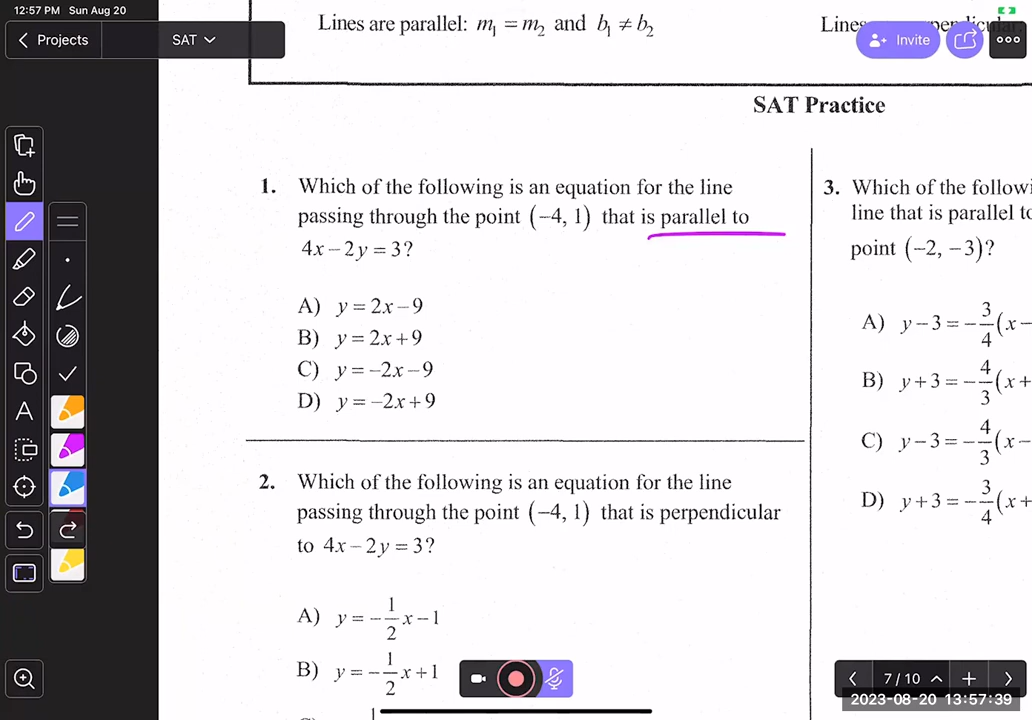 12:57 PM Sun Aug 20
Projects
SAT
Invite
Lines are parallel: m₁ = m₂ and b₁ ≠ b₂
Lines
SAT Practice
1. Which of the following is an equation for the line
passing through the point (−4, 1) that is parallel to
4x − 2y = 3?
A) y = 2x − 9
B) y = 2x + 9
C) y = −2x − 9
D) y = −2x + 9
2. Which of the following is an equation for the line
passing through the point (−4, 1) that is perpendicular
to 4x − 2y = 3?
A) y = −1/2 x − 1
B) y = −1/2 x + 1
3. Which of the followi
line that is parallel to
point (−2, −3)?
A) y − 3 = −3/4 (x −
B) y + 3 = −4/3 (x +
C) y − 3 = −4/3 (x −
D) y + 3 = −3/4 (x +
A
7 / 10
2023-08-20 13:57:39